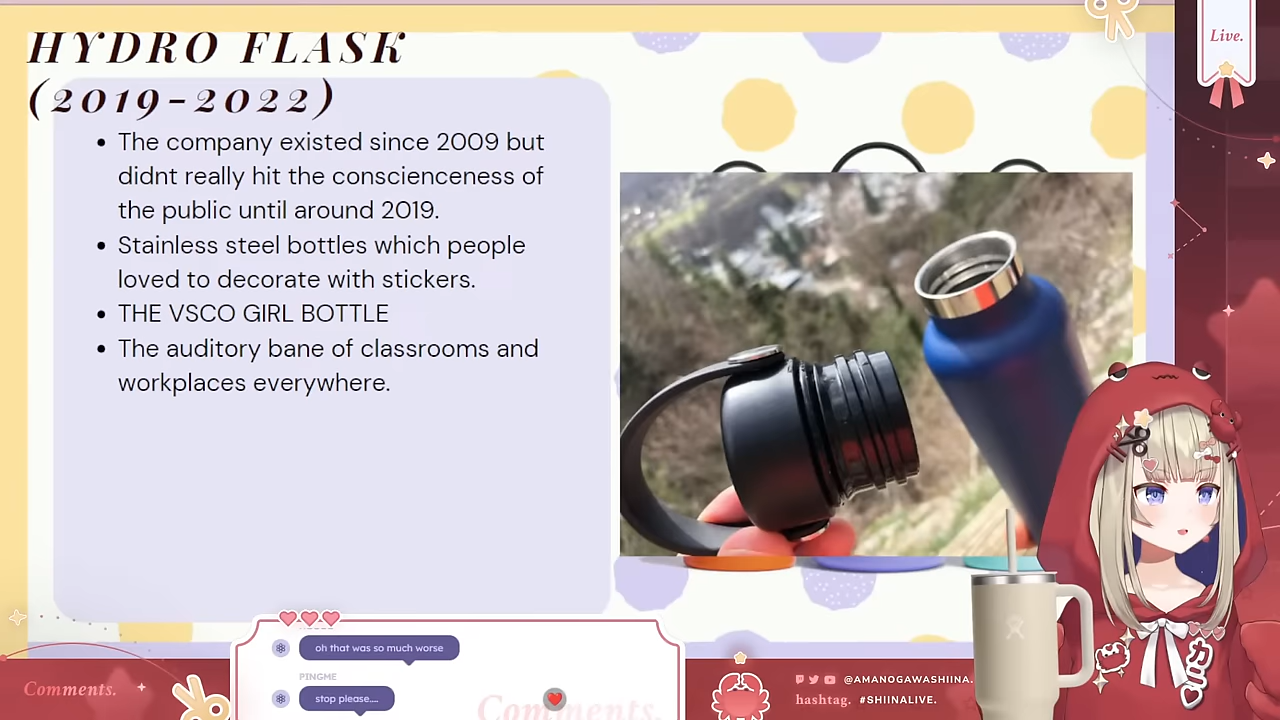 HYDRO FLASK
(2019-2022)
The company existed since 2009 but
didnt really hit the conscienceness of
the public until around 2019.
Stainless steel bottles which people
loved to decorate with stickers.
THE VSCO GIRL BOTTLE
The auditory bane of classrooms and
workplaces everywhere.
Live.
oh that was so much worse
PINGME
stop please....
Comments.
Comments.
@AMANOGAWASHIINA.
hashtag. #SHIINALIVE.
カニ